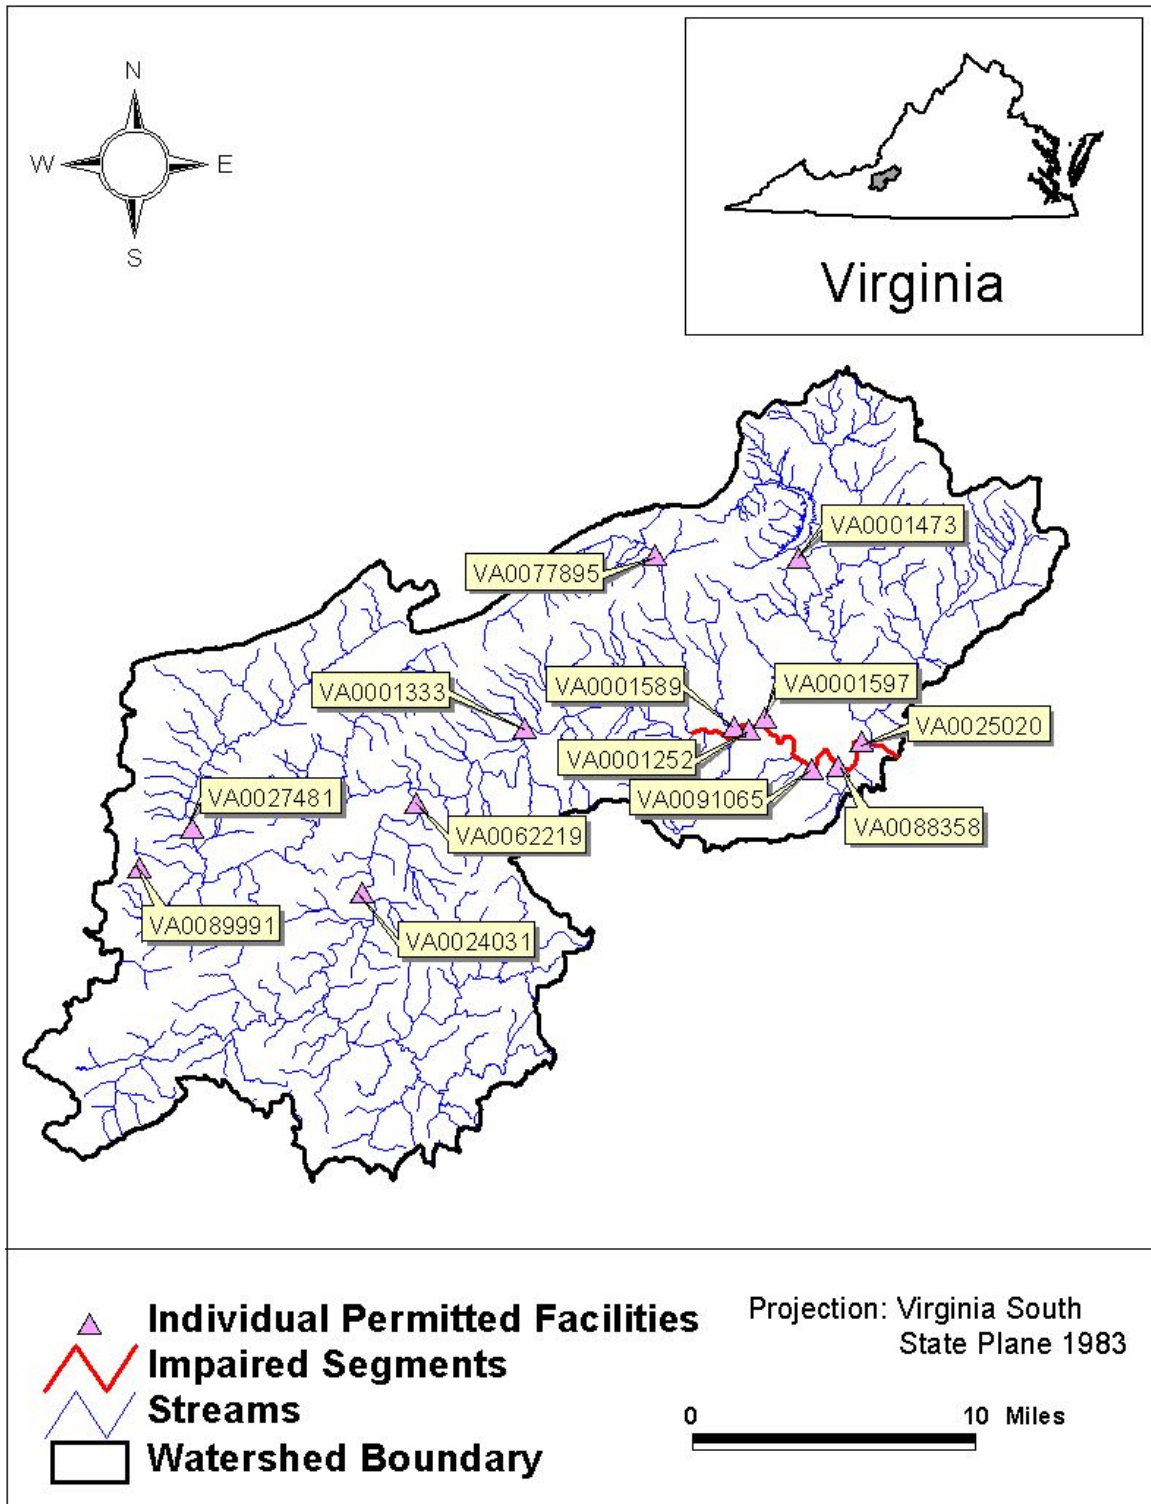 N
W
E
S
Virginia
VA0001473
VA0077895
VA0001333
VA0001589
VA0001597
VA0025020
VA0001252
VA0091065
VA0027481
VA0062219
VA0088358
VA0089991
VA0024031
Individual Permitted Facilities
Impaired Segments
Streams
Watershed Boundary
Projection: Virginia South
State Plane 1983
0 10 Miles